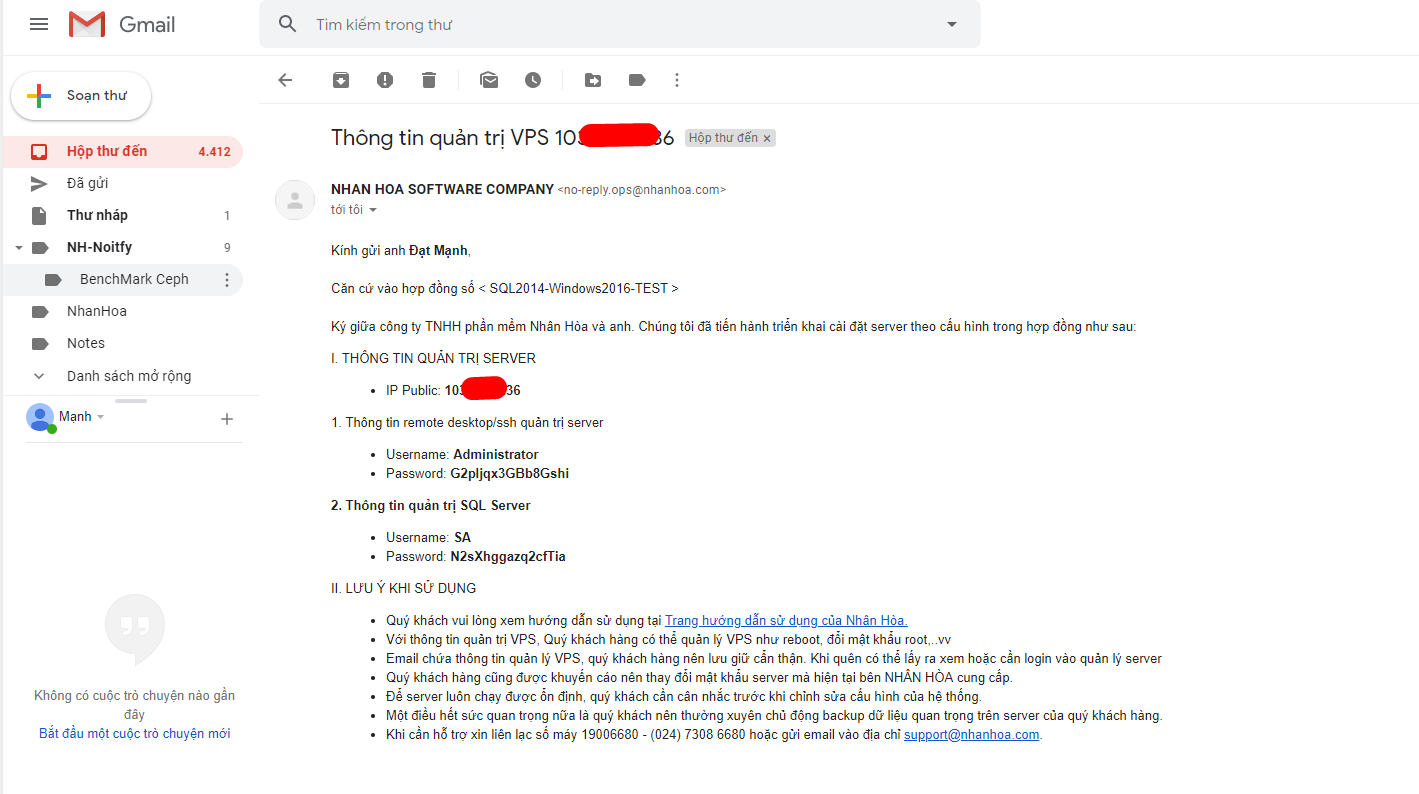 Gmail
Tìm kiếm trong thư
Soạn thư
Hộp thư đến 4.412
Đã gửi
Thư nháp 1
NH-Noitfy 9
BenchMark Ceph
NhanHoa
Notes
Danh sách mở rộng
Mạnh
Không có cuộc trò chuyện nào gần
đây
Bắt đầu một cuộc trò chuyện mới
Thông tin quản trị VPS 103 36 Hộp thư đến
NHAN HOA SOFTWARE COMPANY <no-reply.ops@nhanhoa.com>
tới tôi
Kính gửi anh Đạt Mạnh,
Căn cứ vào hợp đồng số < SQL2014-Windows2016-TEST >
Ký giữa công ty TNHH phần mềm Nhân Hòa và anh. Chúng tôi đã tiến hành triển khai cài đặt server theo cấu hình trong hợp đồng như sau:
I. THÔNG TIN QUẢN TRỊ SERVER
• IP Public: 103 36
1. Thông tin remote desktop/ssh quản trị server
• Username: Administrator
• Password: G2pljqx3GBb8Gshi
2. Thông tin quản trị SQL Server
• Username: SA
• Password: N2sXhggazq2cfTia
II. LƯU Ý KHI SỬ DỤNG
• Quý khách vui lòng xem hướng dẫn sử dụng tại Trang hướng dẫn sử dụng của Nhân Hòa.
• Với thông tin quản trị VPS, Quý khách hàng có thể quản lý VPS như reboot, đổi mật khẩu root,..vv
• Email chứa thông tin quản lý VPS, quý khách hàng nên lưu giữ cẩn thận. Khi quên có thể lấy ra xem hoặc cần login vào quản lý server
• Quý khách hàng cũng được khuyến cáo nên thay đổi mật khẩu server mà hiện tại bên NHÂN HÒA cung cấp.
• Để server luôn chạy được ổn định, quý khách cần cân nhắc trước khi chỉnh sửa cấu hình của hệ thống.
• Một điều hết sức quan trọng nữa là quý khách nên thường xuyên chủ động backup dữ liệu quan trọng trên server của quý khách hàng.
• Khi cần hỗ trợ xin liên lạc số máy 19006680 - (024) 7308 6680 hoặc gửi email vào địa chỉ support@nhanhoa.com.